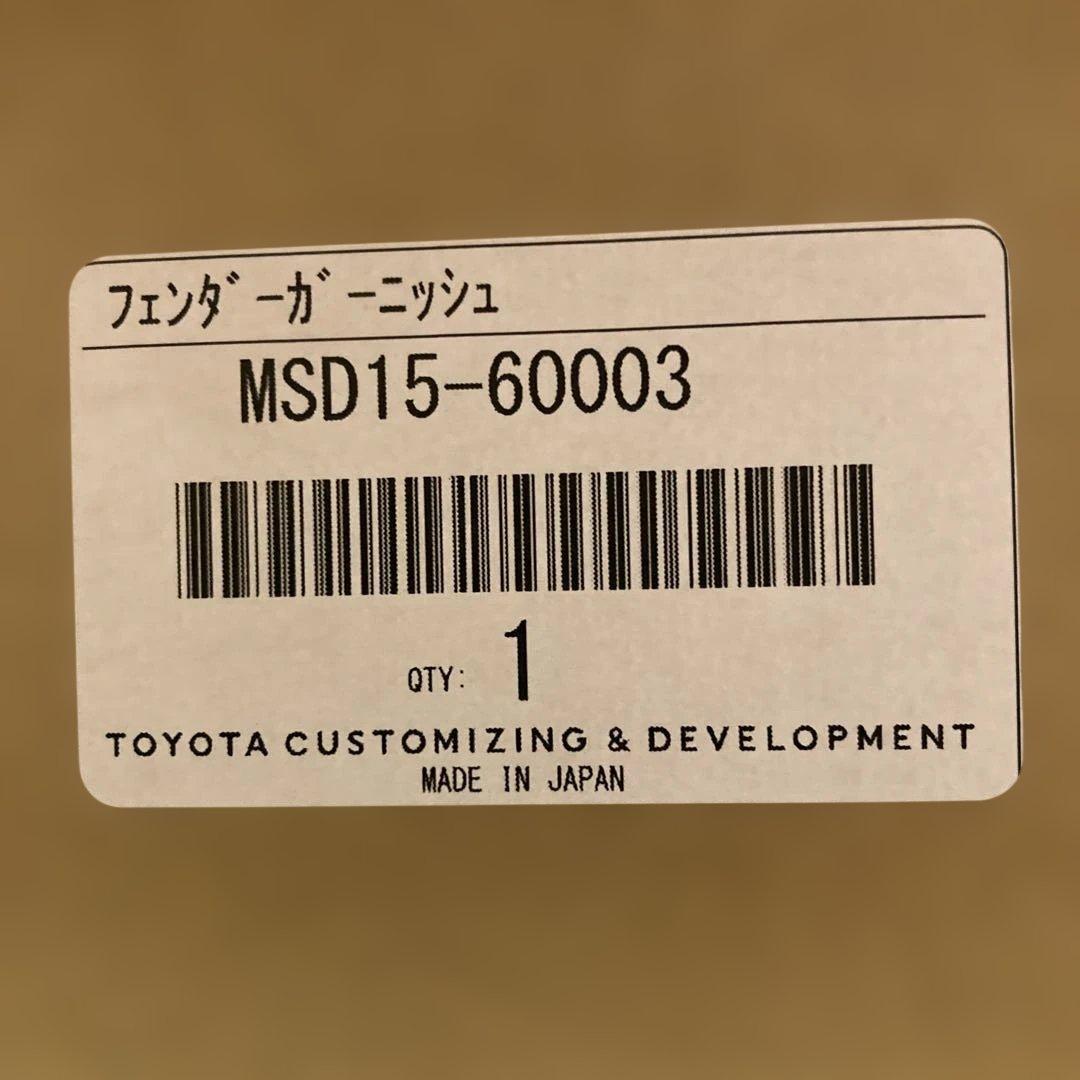 ﾌｪﾝﾀﾞｰｶﾞｰﾆｯｼｭ
MSD15-60003
QTY: 1
TOYOTA CUSTOMIZING & DEVELOPMENT
MADE IN JAPAN